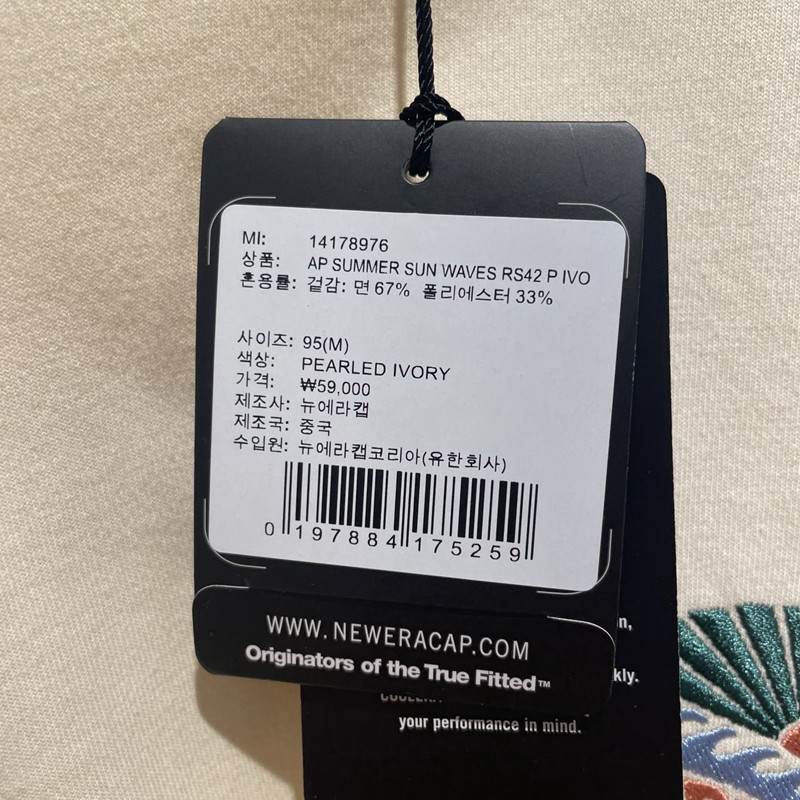 MI: 14178976
상품: AP SUMMER SUN WAVES RS42 P IVO
혼용률: 겉감: 면 67% 폴리에스터 33%
사이즈: 95(M)
색상: PEARLED IVORY
가격: ₩59,000
제조사: 뉴에라캡
제조국: 중국
수입원: 뉴에라캡코리아(유한회사)
0 197884 175259
WWW.NEWERACAP.COM
Originators of the True Fitted™
your performance in mind.